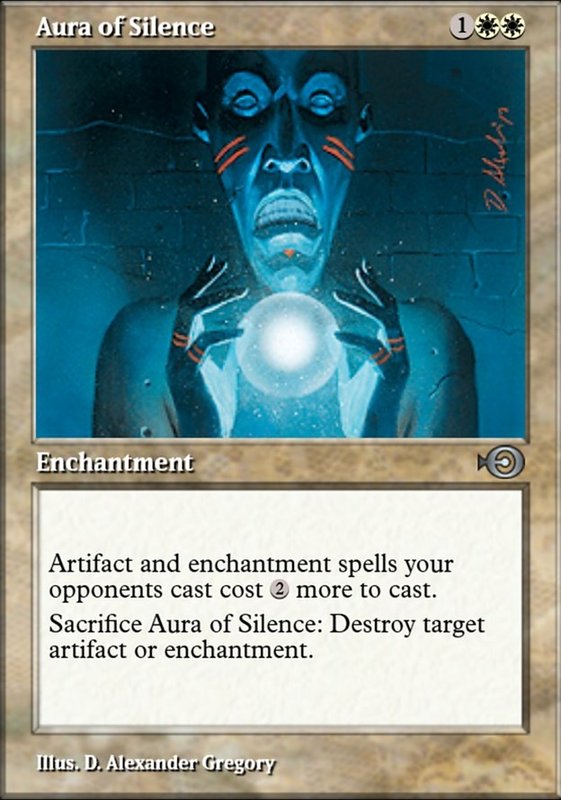 Aura of Silence 1
Enchantment
Artifact and enchantment spells your
opponents cast cost 2 more to cast.
Sacrifice Aura of Silence: Destroy target
artifact or enchantment.
Illus. D. Alexander Gregory